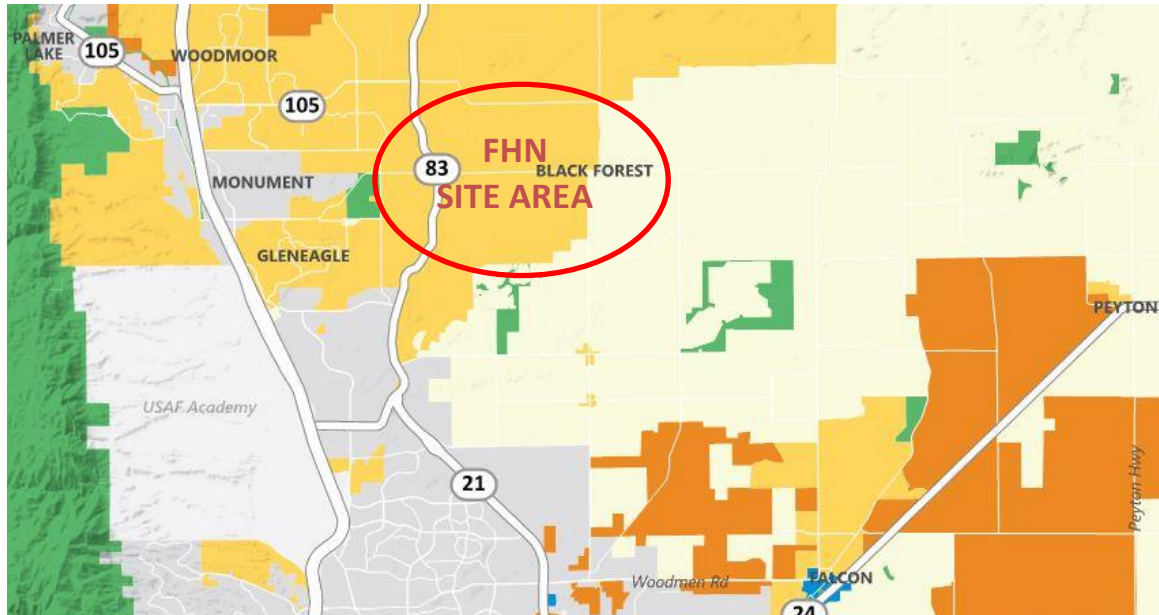 PALMER
LAKE
105
WOODMOOR
105
83
FHN
SITE AREA
BLACK FOREST
MONUMENT
GLENEAGLE
PEYTON
USAF Academy
21
Peyton Hwy
Woodmen Rd
FALCON
24